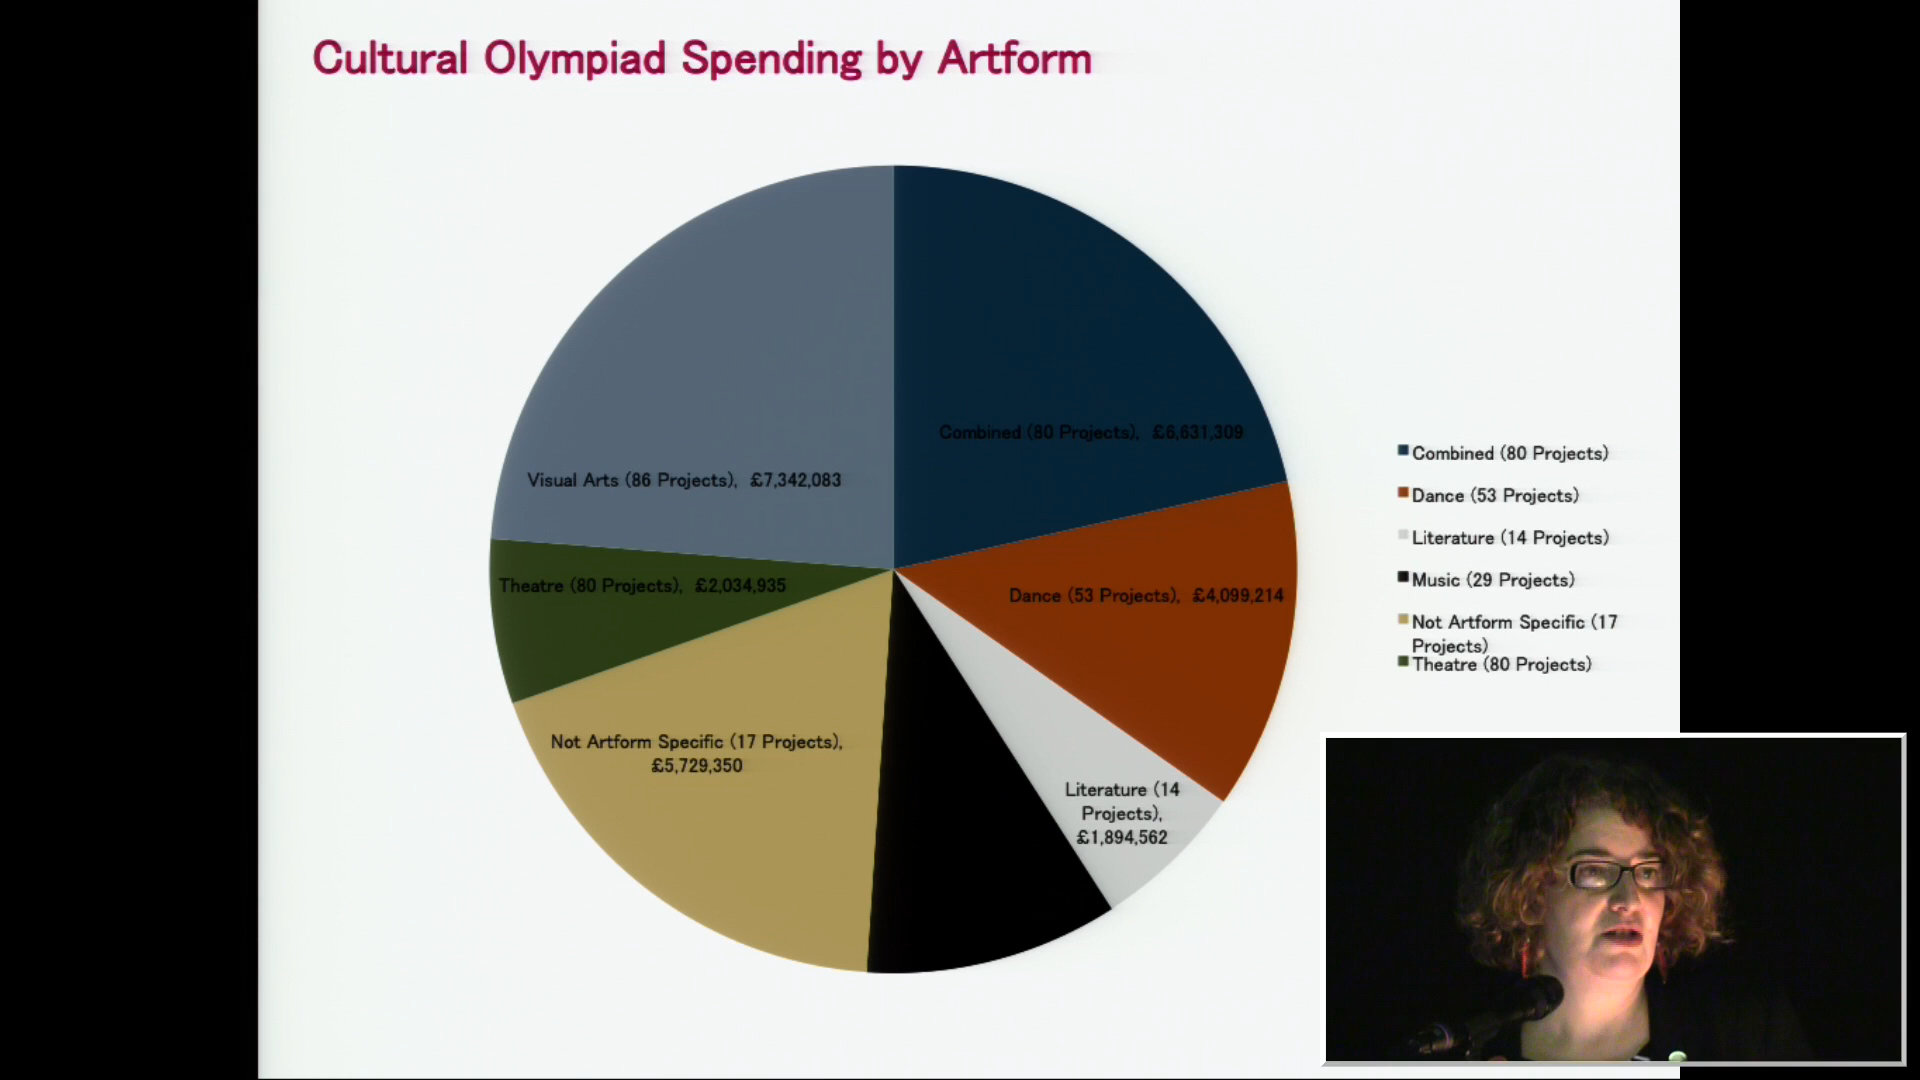 Cultural Olympiad Spending by Artform
Combined (80 Projects), £6,631,309
Visual Arts (86 Projects), £7,342,083
Theatre (80 Projects), £2,034,935
Dance (53 Projects), £4,099,214
Not Artform Specific (17 Projects),
£5,729,350
Literature (14
Projects),
£1,894,562
Combined (80 Projects)
Dance (53 Projects)
Literature (14 Projects)
Music (29 Projects)
Not Artform Specific (17
Projects)
Theatre (80 Projects)